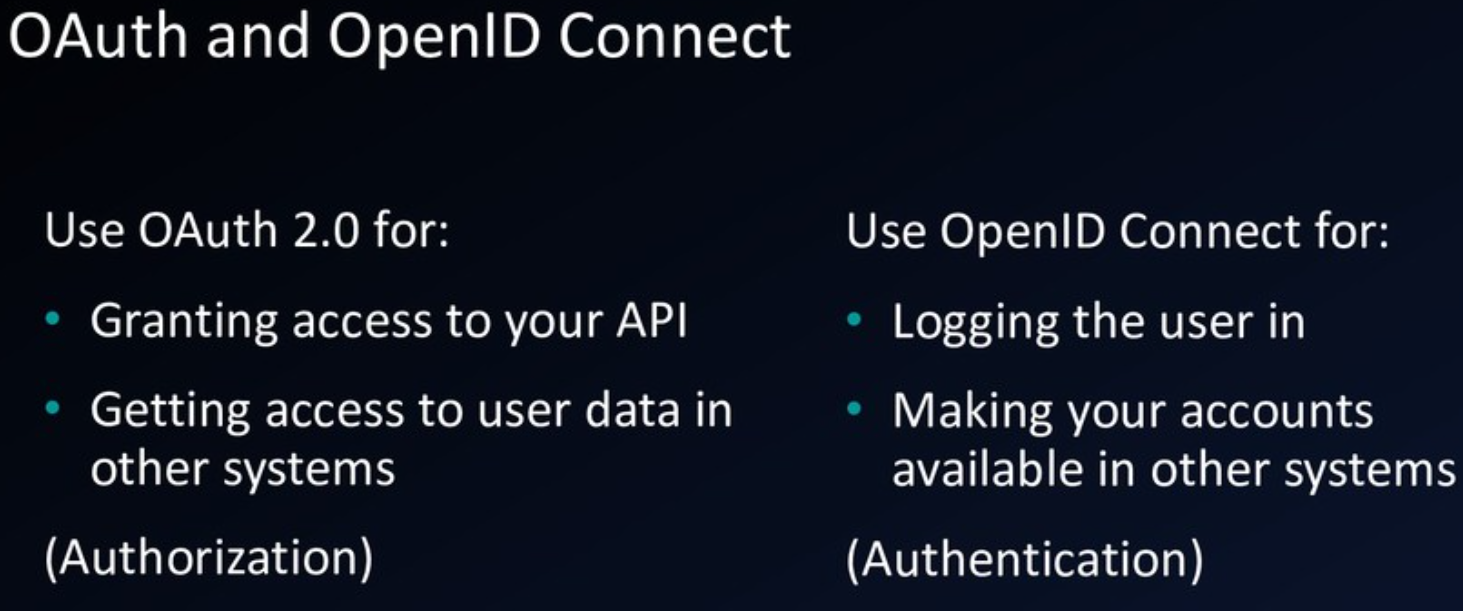 OAuth and OpenID Connect
Use OAuth 2.0 for:
• Granting access to your API
• Getting access to user data in
other systems
(Authorization)
Use OpenID Connect for:
• Logging the user in
• Making your accounts
available in other systems
(Authentication)